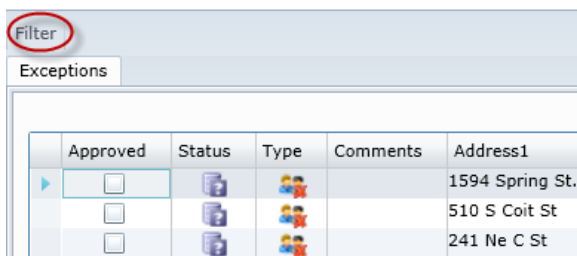 Filter
Exceptions
Approved Status Type Comments Address1
1594 Spring St.
510 S Coit St
241 Ne C St